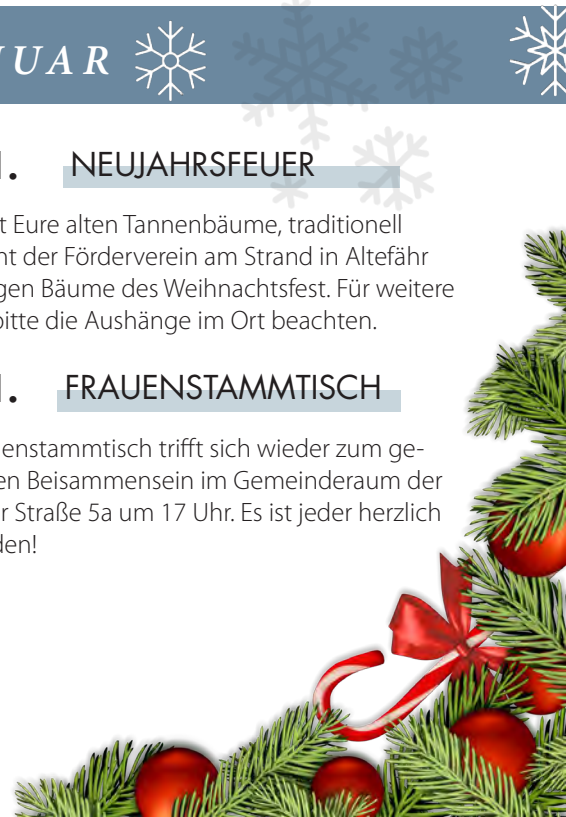 NUAR
1. NEUJAHRSFEUER
t Eure alten Tannenbäume, traditionell
nt der Förderverein am Strand in Altefähr
gen Bäume des Weihnachtsfest. Für weitere
bitte die Aushänge im Ort beachten.
1. FRAUENSTAMMTISCH
enstammtisch trifft sich wieder zum ge-
en Beisammensein im Gemeinderaum der
r Straße 5a um 17 Uhr. Es ist jeder herzlich
den!